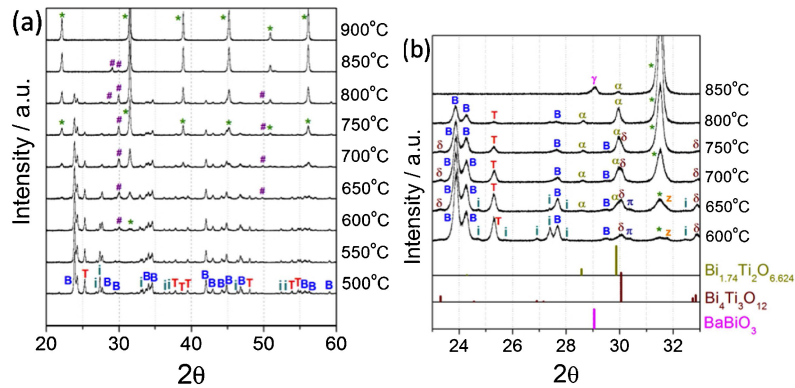 (a)
Intensity / a.u.
* * * * * * 900°C
# # 850°C
# # # 800°C
* # * * * # * * 750°C
# # 700°C
# # 650°C
# * 600°C
550°C
B T i i B B i B B i i T T T B B B B i B T i i T T B B B 500°C
20 30 40 50 60
2θ
(b)
Intensity / a.u.
γ α * 850°C
B B T B α α * 800°C
δ B B B T B α B α δ * δ 750°C
δ B B T α B α δ * δ 700°C
δ B B i T i B i B α δ π * z i δ 650°C
B B T i i i B i B δ π * z i δ 600°C
Bi1.74Ti2O6.624
Bi4Ti3O12
BaBiO3
24 26 28 30 32
2θ